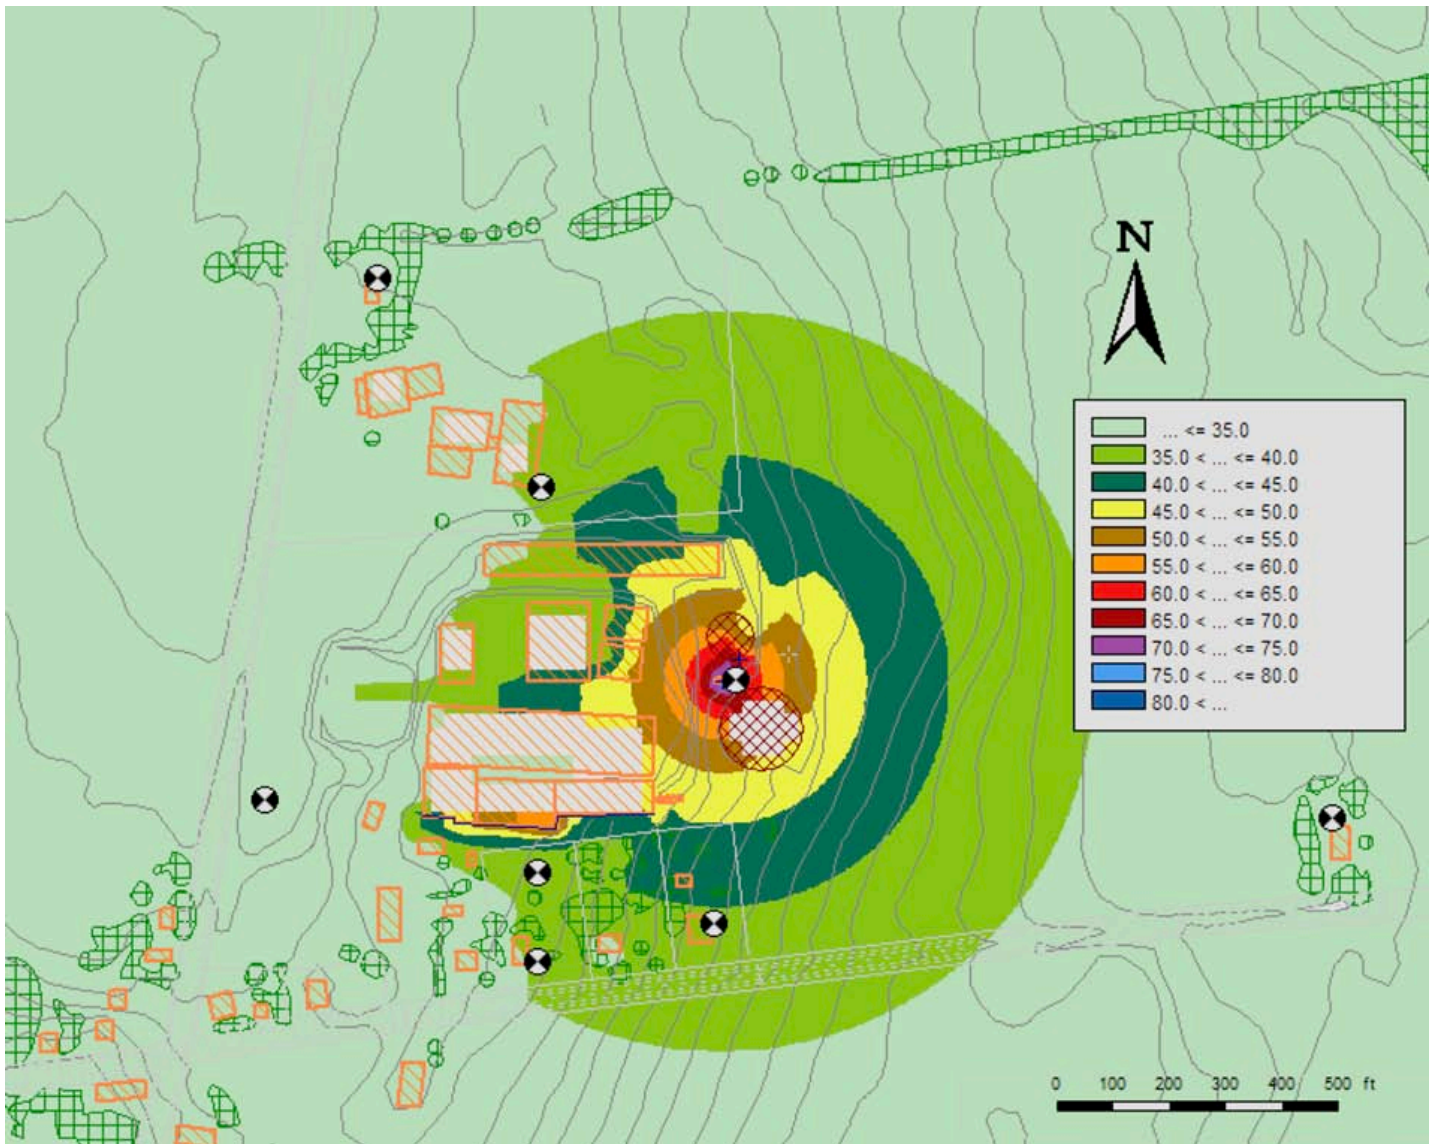 N
... <= 35.0
35.0 < ... <= 40.0
40.0 < ... <= 45.0
45.0 < ... <= 50.0
50.0 < ... <= 55.0
55.0 < ... <= 60.0
60.0 < ... <= 65.0
65.0 < ... <= 70.0
70.0 < ... <= 75.0
75.0 < ... <= 80.0
80.0 < ...
0 100 200 300 400 500 ft